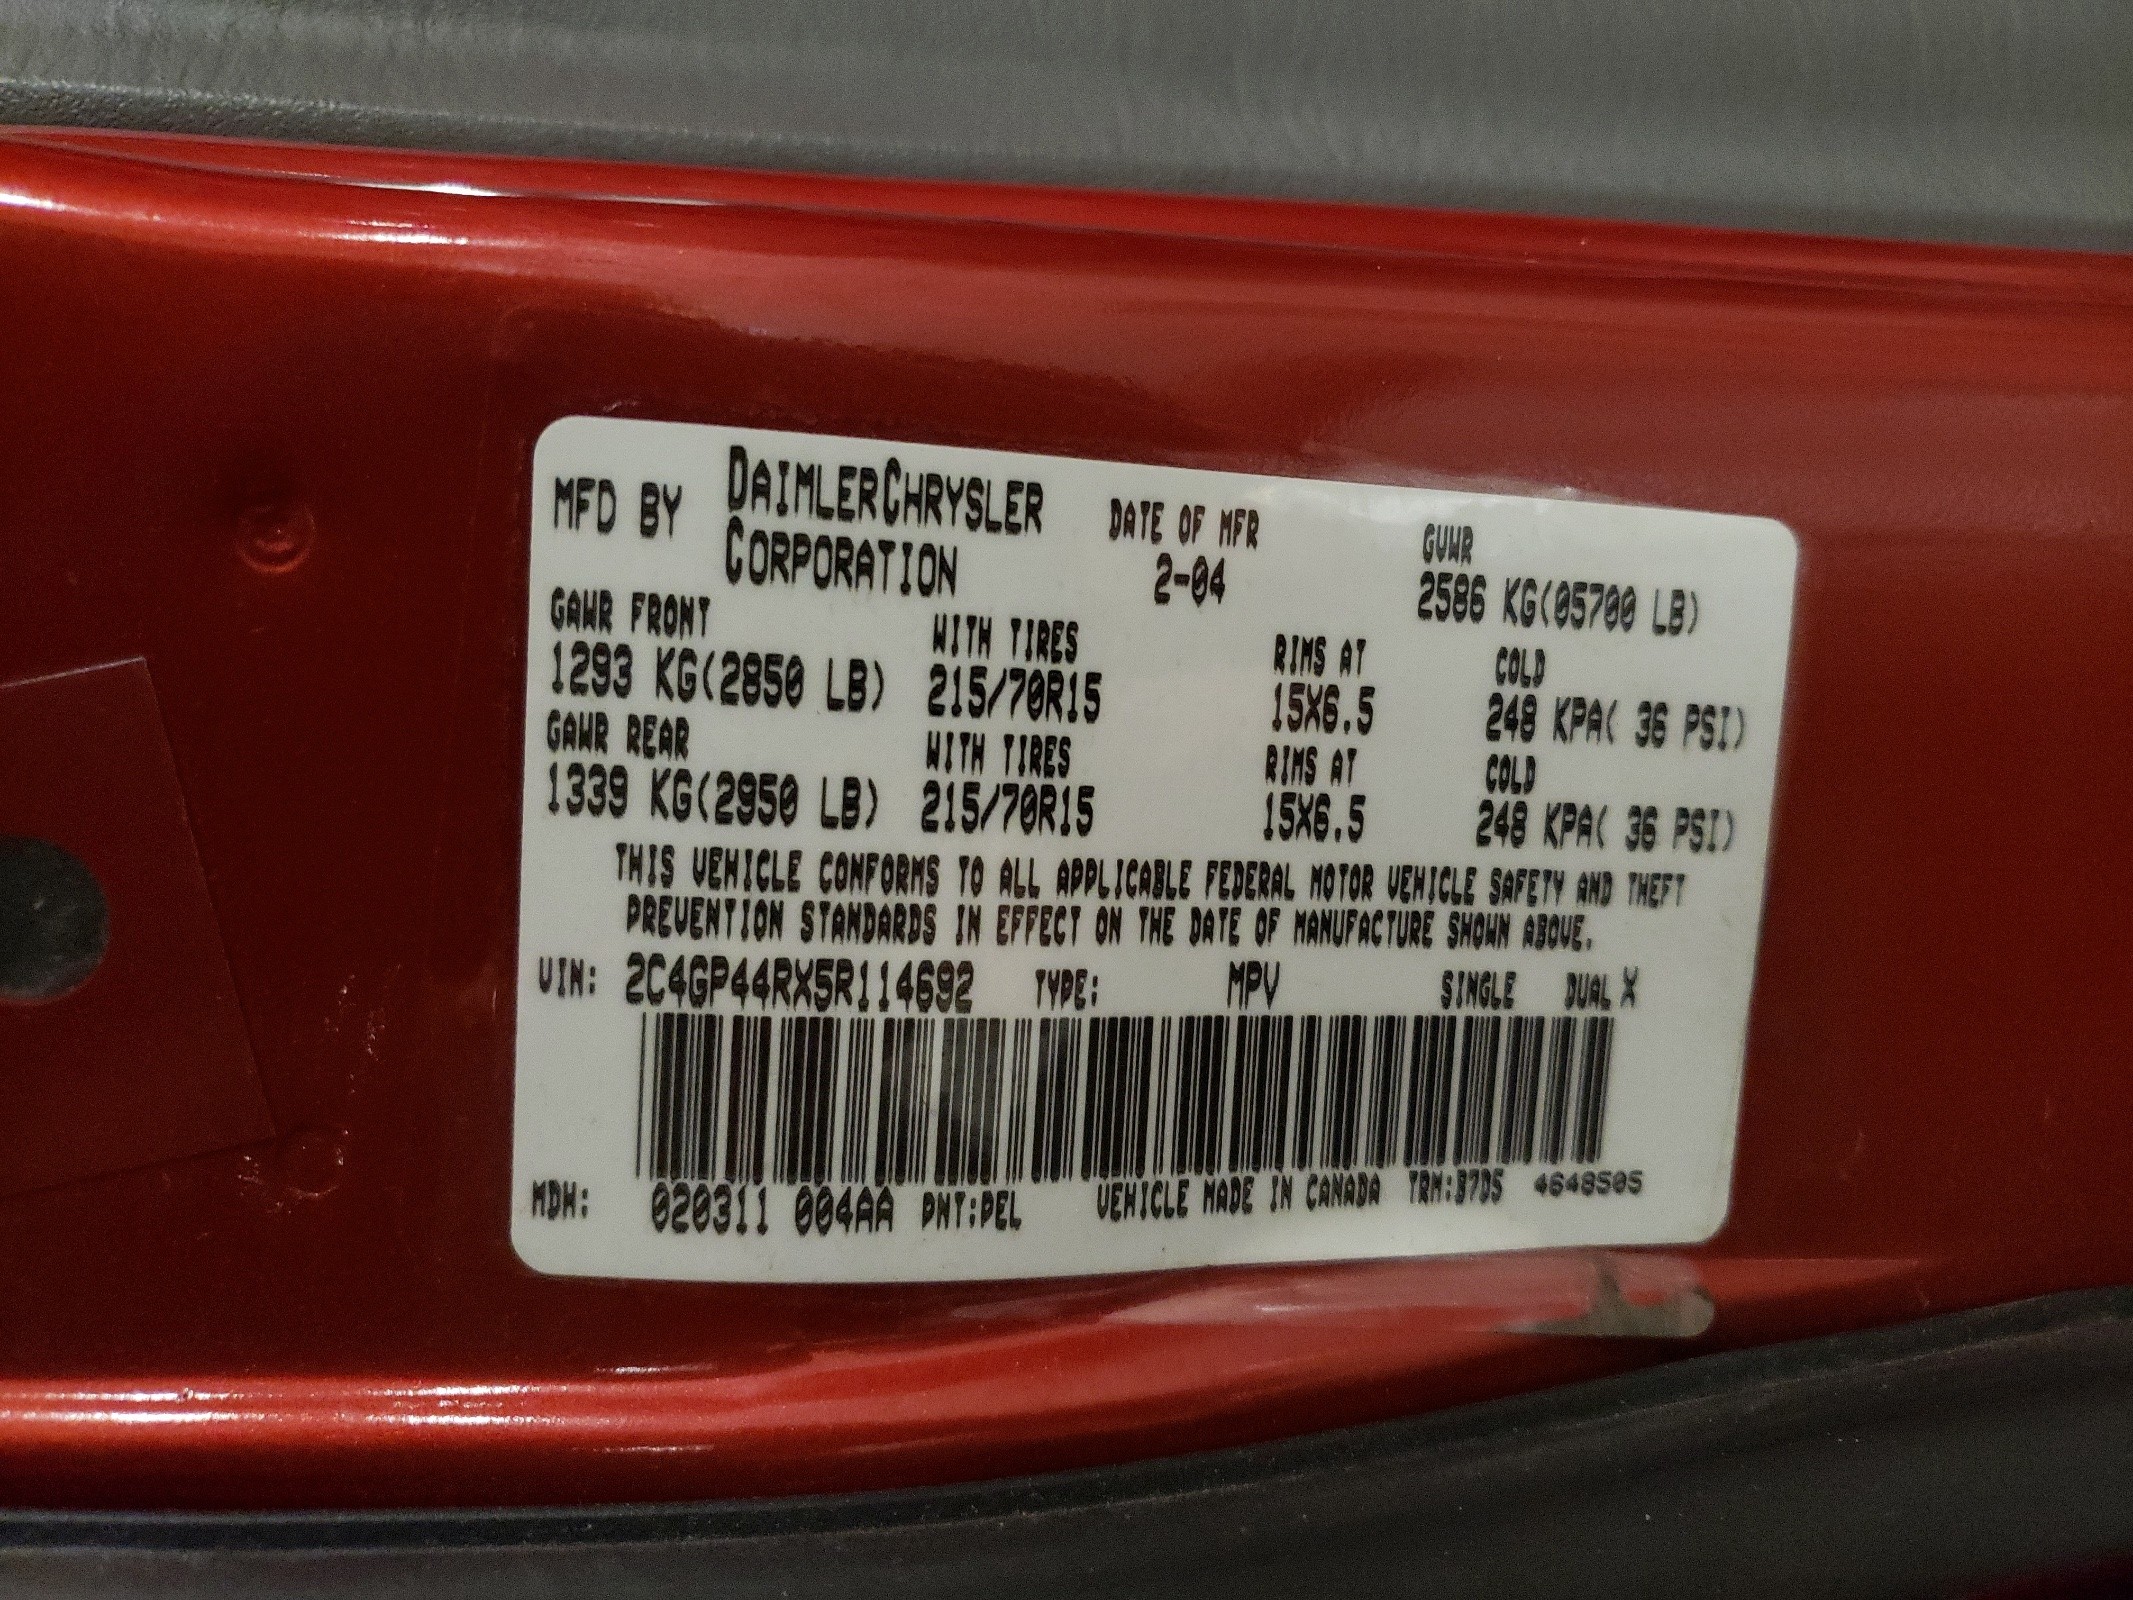 MFD BY DAIMLERCHRYSLER CORPORATION
DATE OF MFR 2-04
GVWR 2586 KG(05700 LB)
GAWR FRONT WITH TIRES RIMS AT COLD
1293 KG(2850 LB) 215/70R15 15X6.5 248 KPA( 36 PSI)
GAWR REAR WITH TIRES RIMS AT COLD
1339 KG(2950 LB) 215/70R15 15X6.5 248 KPA( 36 PSI)
THIS VEHICLE CONFORMS TO ALL APPLICABLE FEDERAL MOTOR VEHICLE SAFETY AND THEFT
PREVENTION STANDARDS IN EFFECT ON THE DATE OF MANUFACTURE SHOWN ABOVE.
VIN: 2C4GP44RX5R114692 TYPE: MPV SINGLE DUAL X
MDH: 020311 004AA PNT:PEL VEHICLE MADE IN CANADA TRM:B7D5 4648505